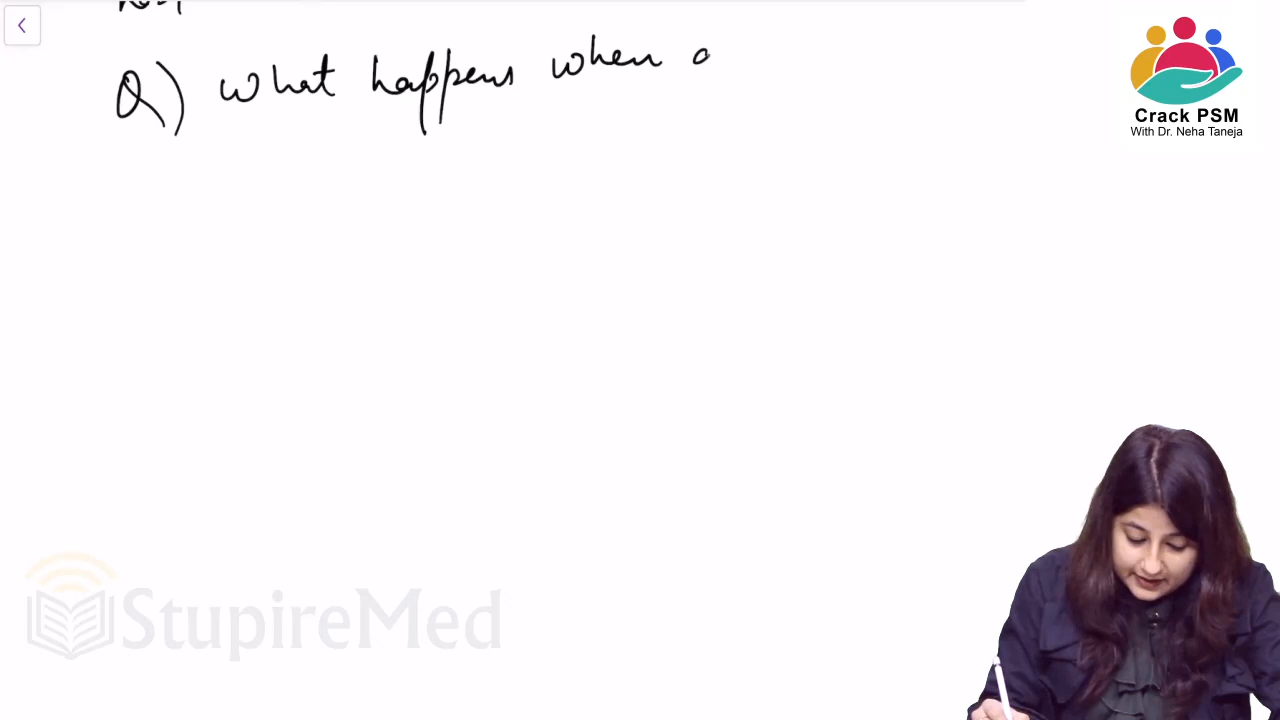 Q) What happens when a
Crack PSM
With Dr. Neha Taneja
StupireMed